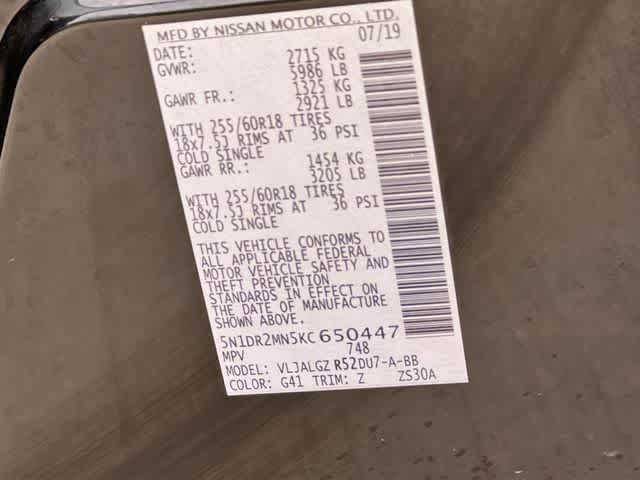 MFD BY NISSAN MOTOR CO., LTD.
DATE: 07/19
GVWR: 2715 KG
5986 LB
GAWR FR.: 1325 KG
2921 LB
WITH 255/60R18 TIRES
18x7.5J RIMS AT 36 PSI
COLD SINGLE
GAWR RR.: 1454 KG
3205 LB
WITH 255/60R18 TIRES
18x7.5J RIMS AT 36 PSI
COLD SINGLE
THIS VEHICLE CONFORMS TO
ALL APPLICABLE FEDERAL
MOTOR VEHICLE SAFETY AND
THEFT PREVENTION
STANDARDS IN EFFECT ON
THE DATE OF MANUFACTURE
SHOWN ABOVE.
5N1DR2MN5KC650447
MPV 748
MODEL: VLJALGZ R52DU7-A-BB
COLOR: G41 TRIM: Z ZS30A